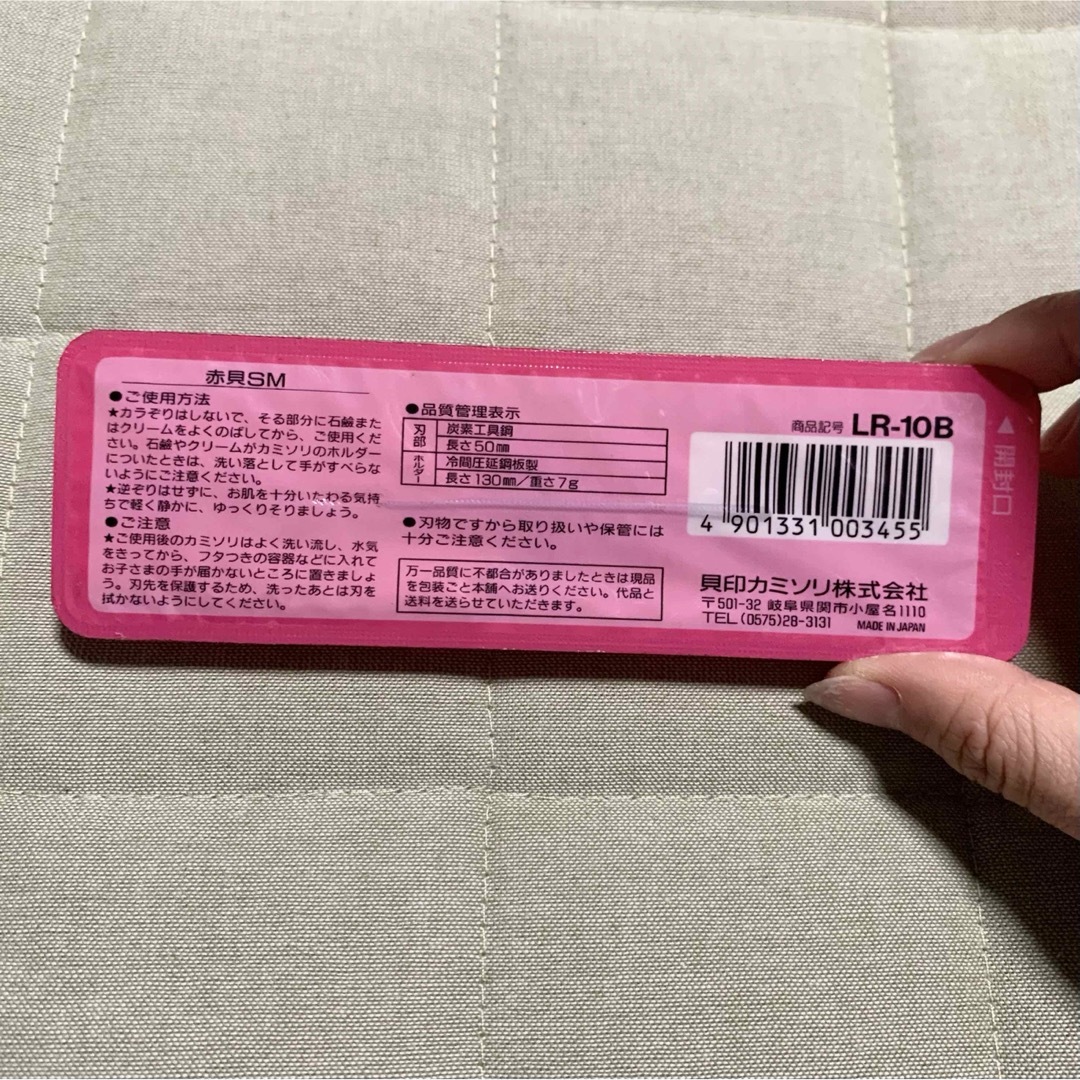 赤貝SM
●ご使用方法
★カラぞりはしないで、そる部分に石鹸また
はクリームをよくのばしてから、ご使用くだ
さい。石鹸やクリームがカミソリのホルダー
についたときは、洗い落として手がすべらな
いようにご注意ください。
★逆ぞりはせずに、お肌を十分いたわる気持
ちで軽く静かに、ゆっくりそりましょう。
●ご注意
★ご使用後のカミソリはよく洗い流し、水気
をきってから、フタつきの容器などに入れて
お子さまの手が届かないところに置きましょ
う。刃先を保護するため、洗ったあとは刃を
拭かないようにしてください。
●品質管理表示
刃部 炭素工具鋼
長さ50㎜
ホルダー 冷間圧延鋼板製
長さ130㎜/重さ7g
●刃物ですから取り扱いや保管には
十分ご注意ください。
万一品質に不都合がありましたときは現品
を包装ごと本舗へお送りください。代品と
送料を送らせていただきます。
商品記号 LR-10B
4 901331 003455
貝印カミソリ株式会社
〒501-32 岐阜県関市小屋名1110
TEL(0575)28-3131 MADE IN JAPAN
◀開封口